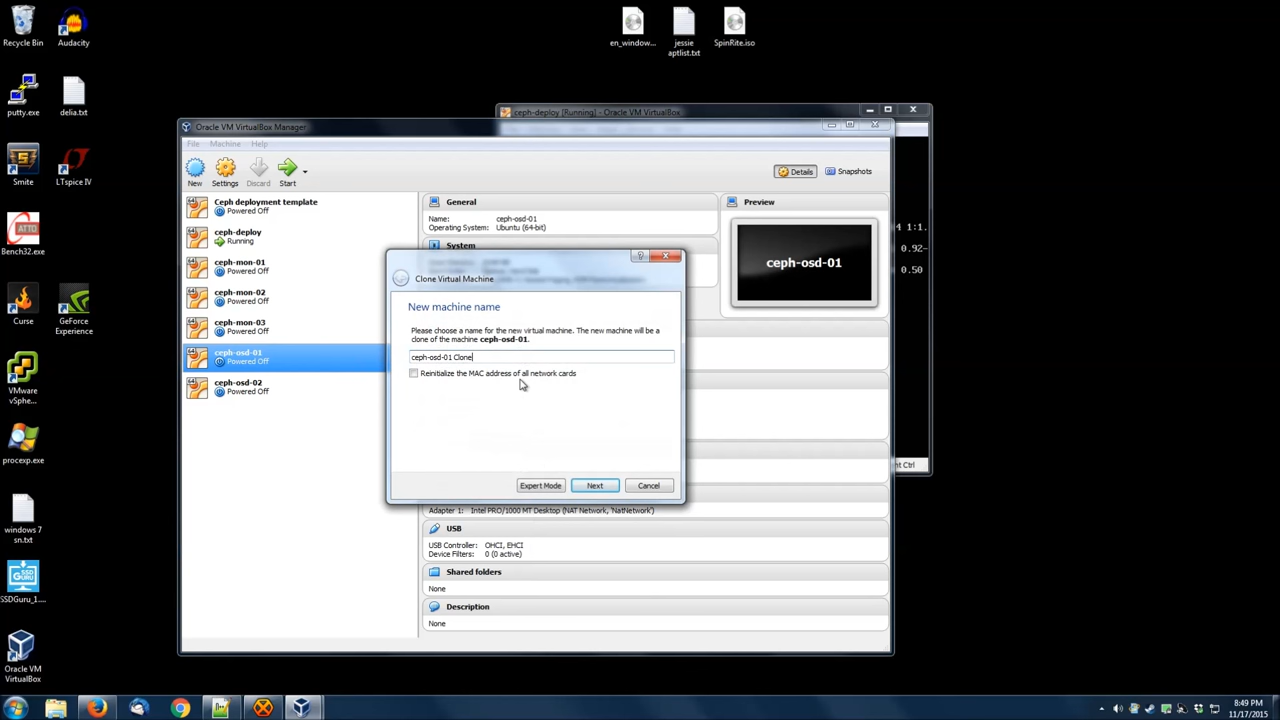 Recycle Bin
Audacity
en_window...
jessie
aptlist.txt
SpinRite.iso
putty.exe
delia.txt
Smite
LTspice IV
Bench32.exe
Curse
GeForce
Experience
VMware
vSphe...
procexp.exe
windows 7
sn.txt
SSDGuru_1....
Oracle VM
VirtualBox
ceph-deploy [Running] - Oracle VM VirtualBox
Oracle VM VirtualBox Manager
File Machine Help
New
Settings
Discard
Start
Details
Snapshots
Ceph deployment template
Powered Off
ceph-deploy
Running
ceph-mon-01
Powered Off
ceph-mon-02
Powered Off
ceph-mon-03
Powered Off
ceph-osd-01
Powered Off
ceph-osd-02
Powered Off
General
Name: ceph-osd-01
Operating System: Ubuntu (64-bit)
System
Preview
ceph-osd-01
Clone Virtual Machine
New machine name
Please choose a name for the new virtual machine. The new machine will be a
clone of the machine ceph-osd-01.
ceph-osd-01 Clone
Reinitialize the MAC address of all network cards
Expert Mode
Next
Cancel
Adapter 1: Intel PRO/1000 MT Desktop (NAT Network, 'NatNetwork')
USB
USB Controller: OHCI, EHCI
Device Filters: 0 (0 active)
Shared folders
None
Description
None
4 1:1.
0.92-
0.50
nt Ctrl
8:49 PM
11/17/2015